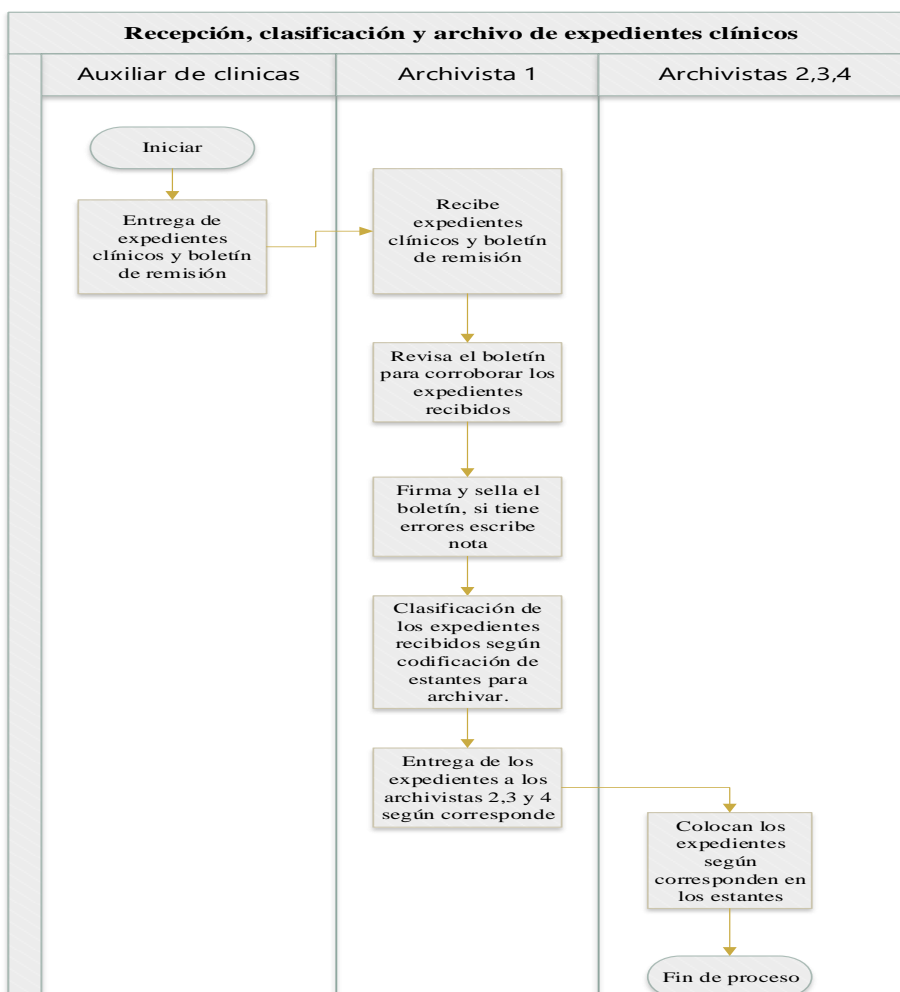 Recepción, clasificación y archivo de expedientes clínicos
Auxiliar de clinicas
Archivista 1
Archivistas 2,3,4
Iniciar
Entrega de
expedientes
clínicos y boletín
de remisión
Recibe
expedientes
clínicos y boletín
de remisión
Revisa el boletín
para corroborar los
expedientes
recibidos
Firma y sella el
boletín, si tiene
errores escribe
nota
Clasificación de
los expedientes
recibidos según
codificación de
estantes para
archivar.
Entrega de los
expedientes a los
archivistas 2,3 y 4
según corresponde
Colocan los
expedientes
según
corresponden en
los estantes
Fin de proceso